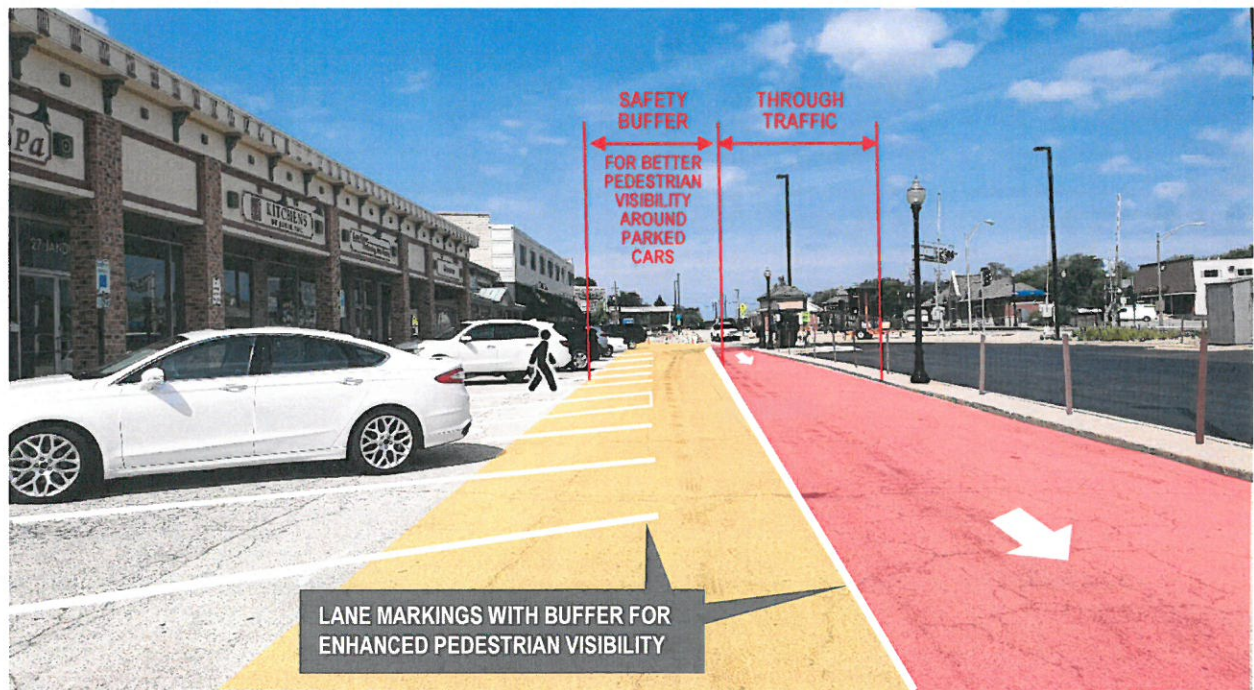 SAFETY
BUFFER
THROUGH
TRAFFIC
FOR BETTER
PEDESTRIAN
VISIBILITY
AROUND
PARKED
CARS
Spa
KITCHENS
LANE MARKINGS WITH BUFFER FOR
ENHANCED PEDESTRIAN VISIBILITY